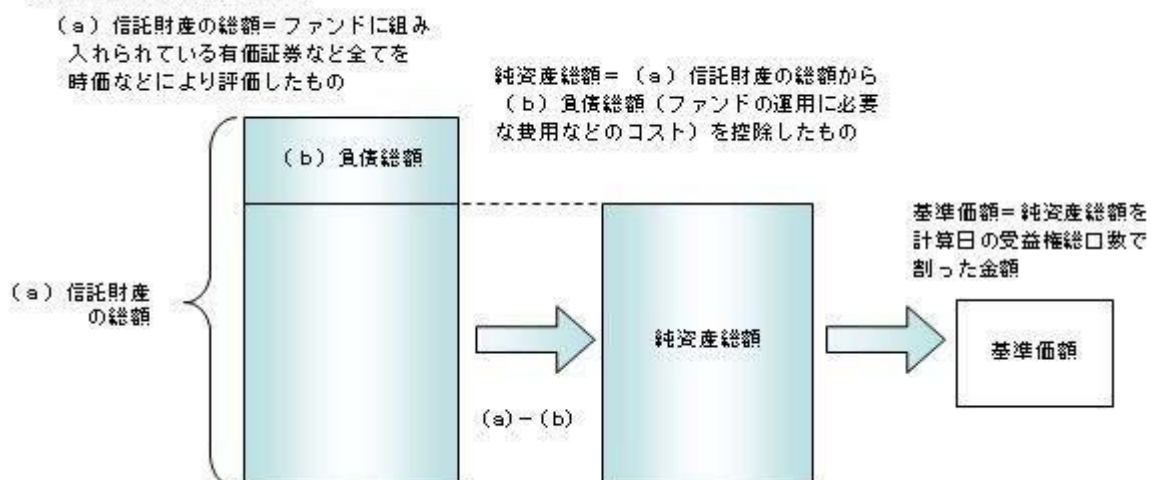 (a) 信託財産の総額=ファンドに組み
入れられている有価証券など全てを
時価などにより評価したもの
純資産総額= (a) 信託財産の総額から
(b) 負債総額(ファンドの運用に必要
な費用などのコスト)を控除したもの
(b) 負債総額
基準価額=純資産総額を
計算日の受益権総口数で
割った金額
(a) 信託財産
の総額
純資産総額
基準価額
(a)-(b)